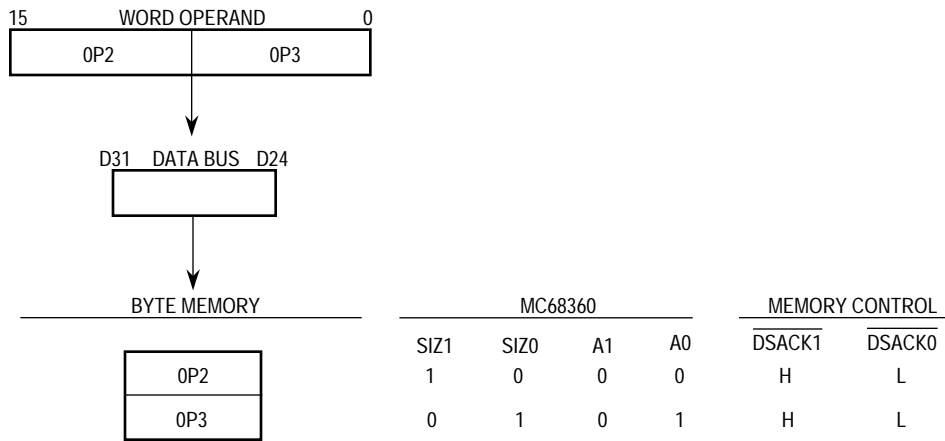 15 WORD OPERAND 0
0P2 0P3
D31 DATA BUS D24
BYTE MEMORY MC68360 MEMORY CONTROL
SIZ1 SIZ0 A1 A0 DSACK1 DSACK0
0P2 1 0 0 0 H L
0P3 0 1 0 1 H L